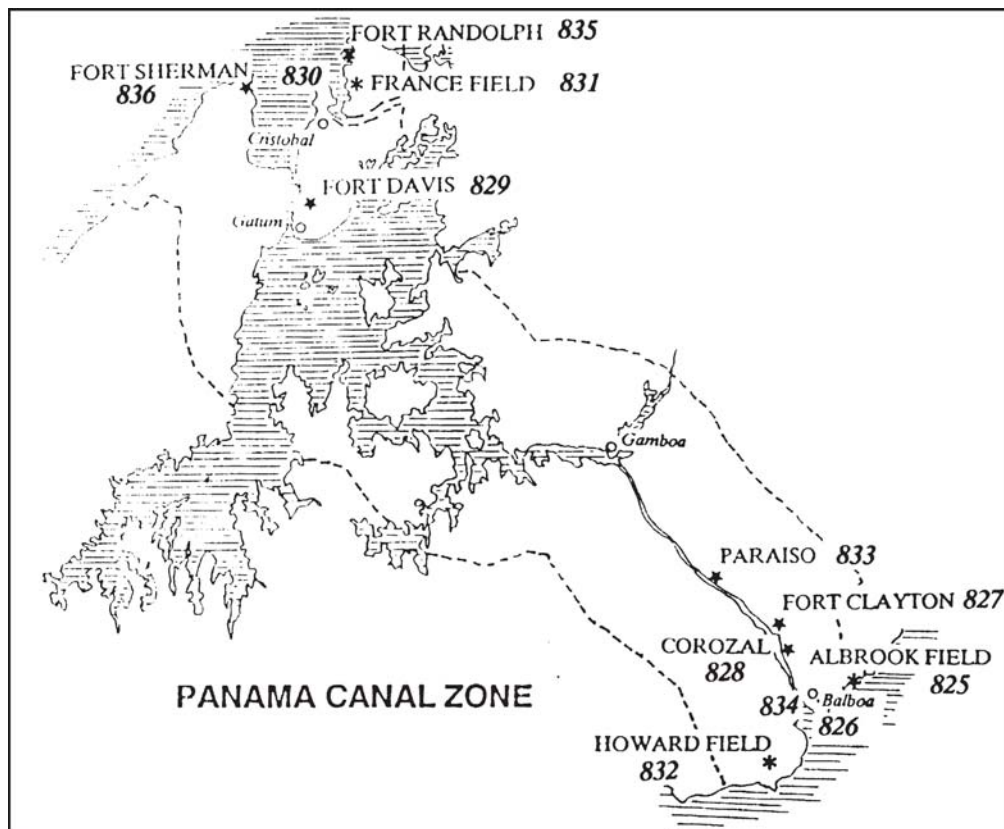 FORT RANDOLPH 835
FORT SHERMAN 830
836
FRANCE FIELD 831
Cristobal
FORT DAVIS 829
Gatum
Gamboa
PARAISO 833
FORT CLAYTON 827
COROZAL
828
ALBROOK FIELD
825
834
Balboa
826
PANAMA CANAL ZONE
HOWARD FIELD
832